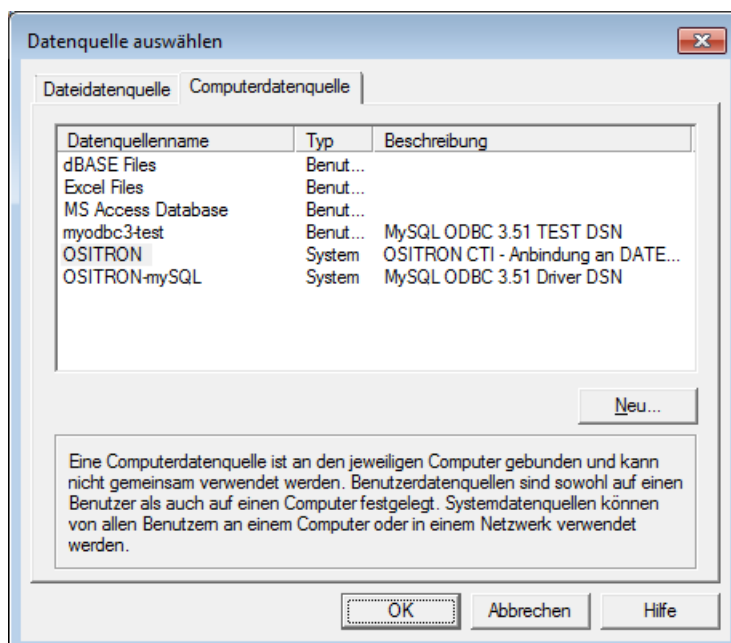 Datenquelle auswählen
Dateidatenquelle Computerdatenquelle
Datenquellenname Typ Beschreibung
dBASE Files Benut...
Excel Files Benut...
MS Access Database Benut...
myodbc3-test Benut... MySQL ODBC 3.51 TEST DSN
OSITRON System OSITRON CTI - Anbindung an DATE...
OSITRON-mySQL System MySQL ODBC 3.51 Driver DSN
Neu...
Eine Computerdatenquelle ist an den jeweiligen Computer gebunden und kann
nicht gemeinsam verwendet werden. Benutzerdatenquellen sind sowohl auf einen
Benutzer als auch auf einen Computer festgelegt. Systemdatenquellen können
von allen Benutzern an einem Computer oder in einem Netzwerk verwendet
werden.
OK Abbrechen Hilfe